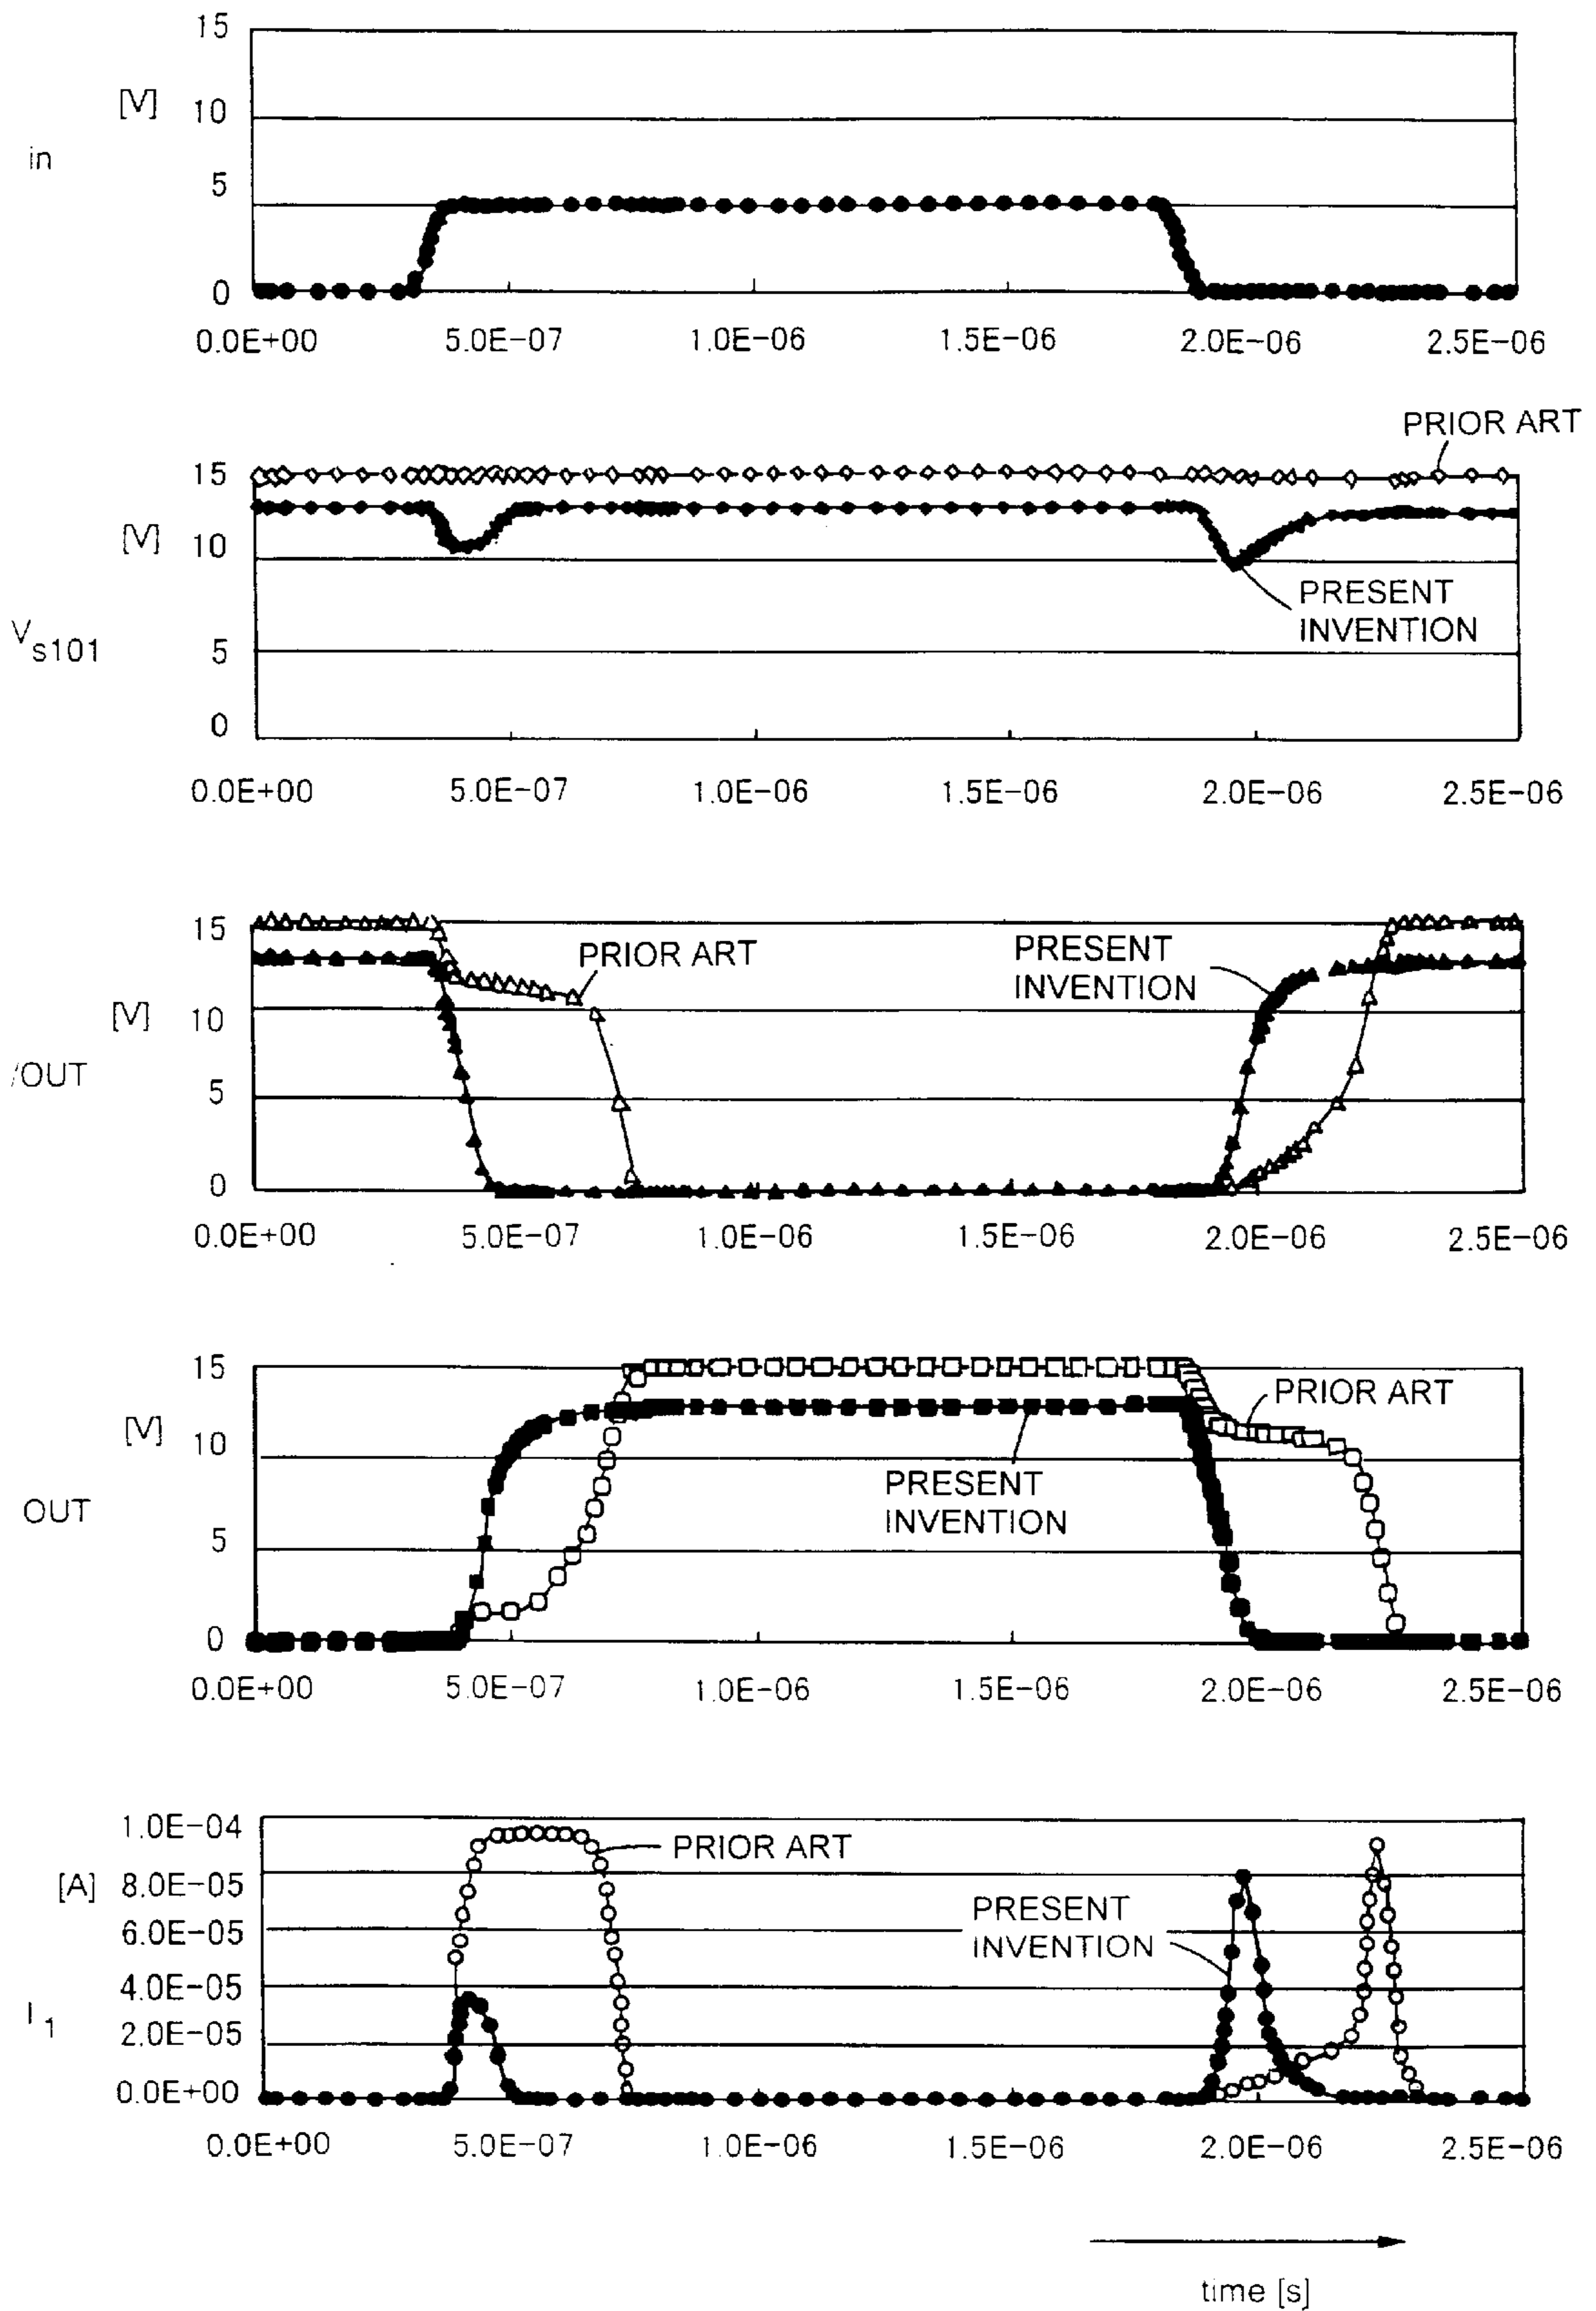 15
[V] 10
in
5
0
0.0E+00 5.0E-07 1.0E-06 1.5E-06 2.0E-06 2.5E-06
PRIOR ART
15
[V] 10
PRESENT
INVENTION
Vs101
5
0
0.0E+00 5.0E-07 1.0E-06 1.5E-06 2.0E-06 2.5E-06
15
PRIOR ART
PRESENT
INVENTION
[V] 10
/OUT
5
0
0.0E+00 5.0E-07 1.0E-06 1.5E-06 2.0E-06 2.5E-06
15
PRIOR ART
[V] 10
PRESENT
INVENTION
OUT
5
0
0.0E+00 5.0E-07 1.0E-06 1.5E-06 2.0E-06 2.5E-06
1.0E-04
PRIOR ART
[A] 8.0E-05
PRESENT
INVENTION
6.0E-05
4.0E-05
I1
2.0E-05
0.0E+00
0.0E+00 5.0E-07 1.0E-06 1.5E-06 2.0E-06 2.5E-06
time [s]